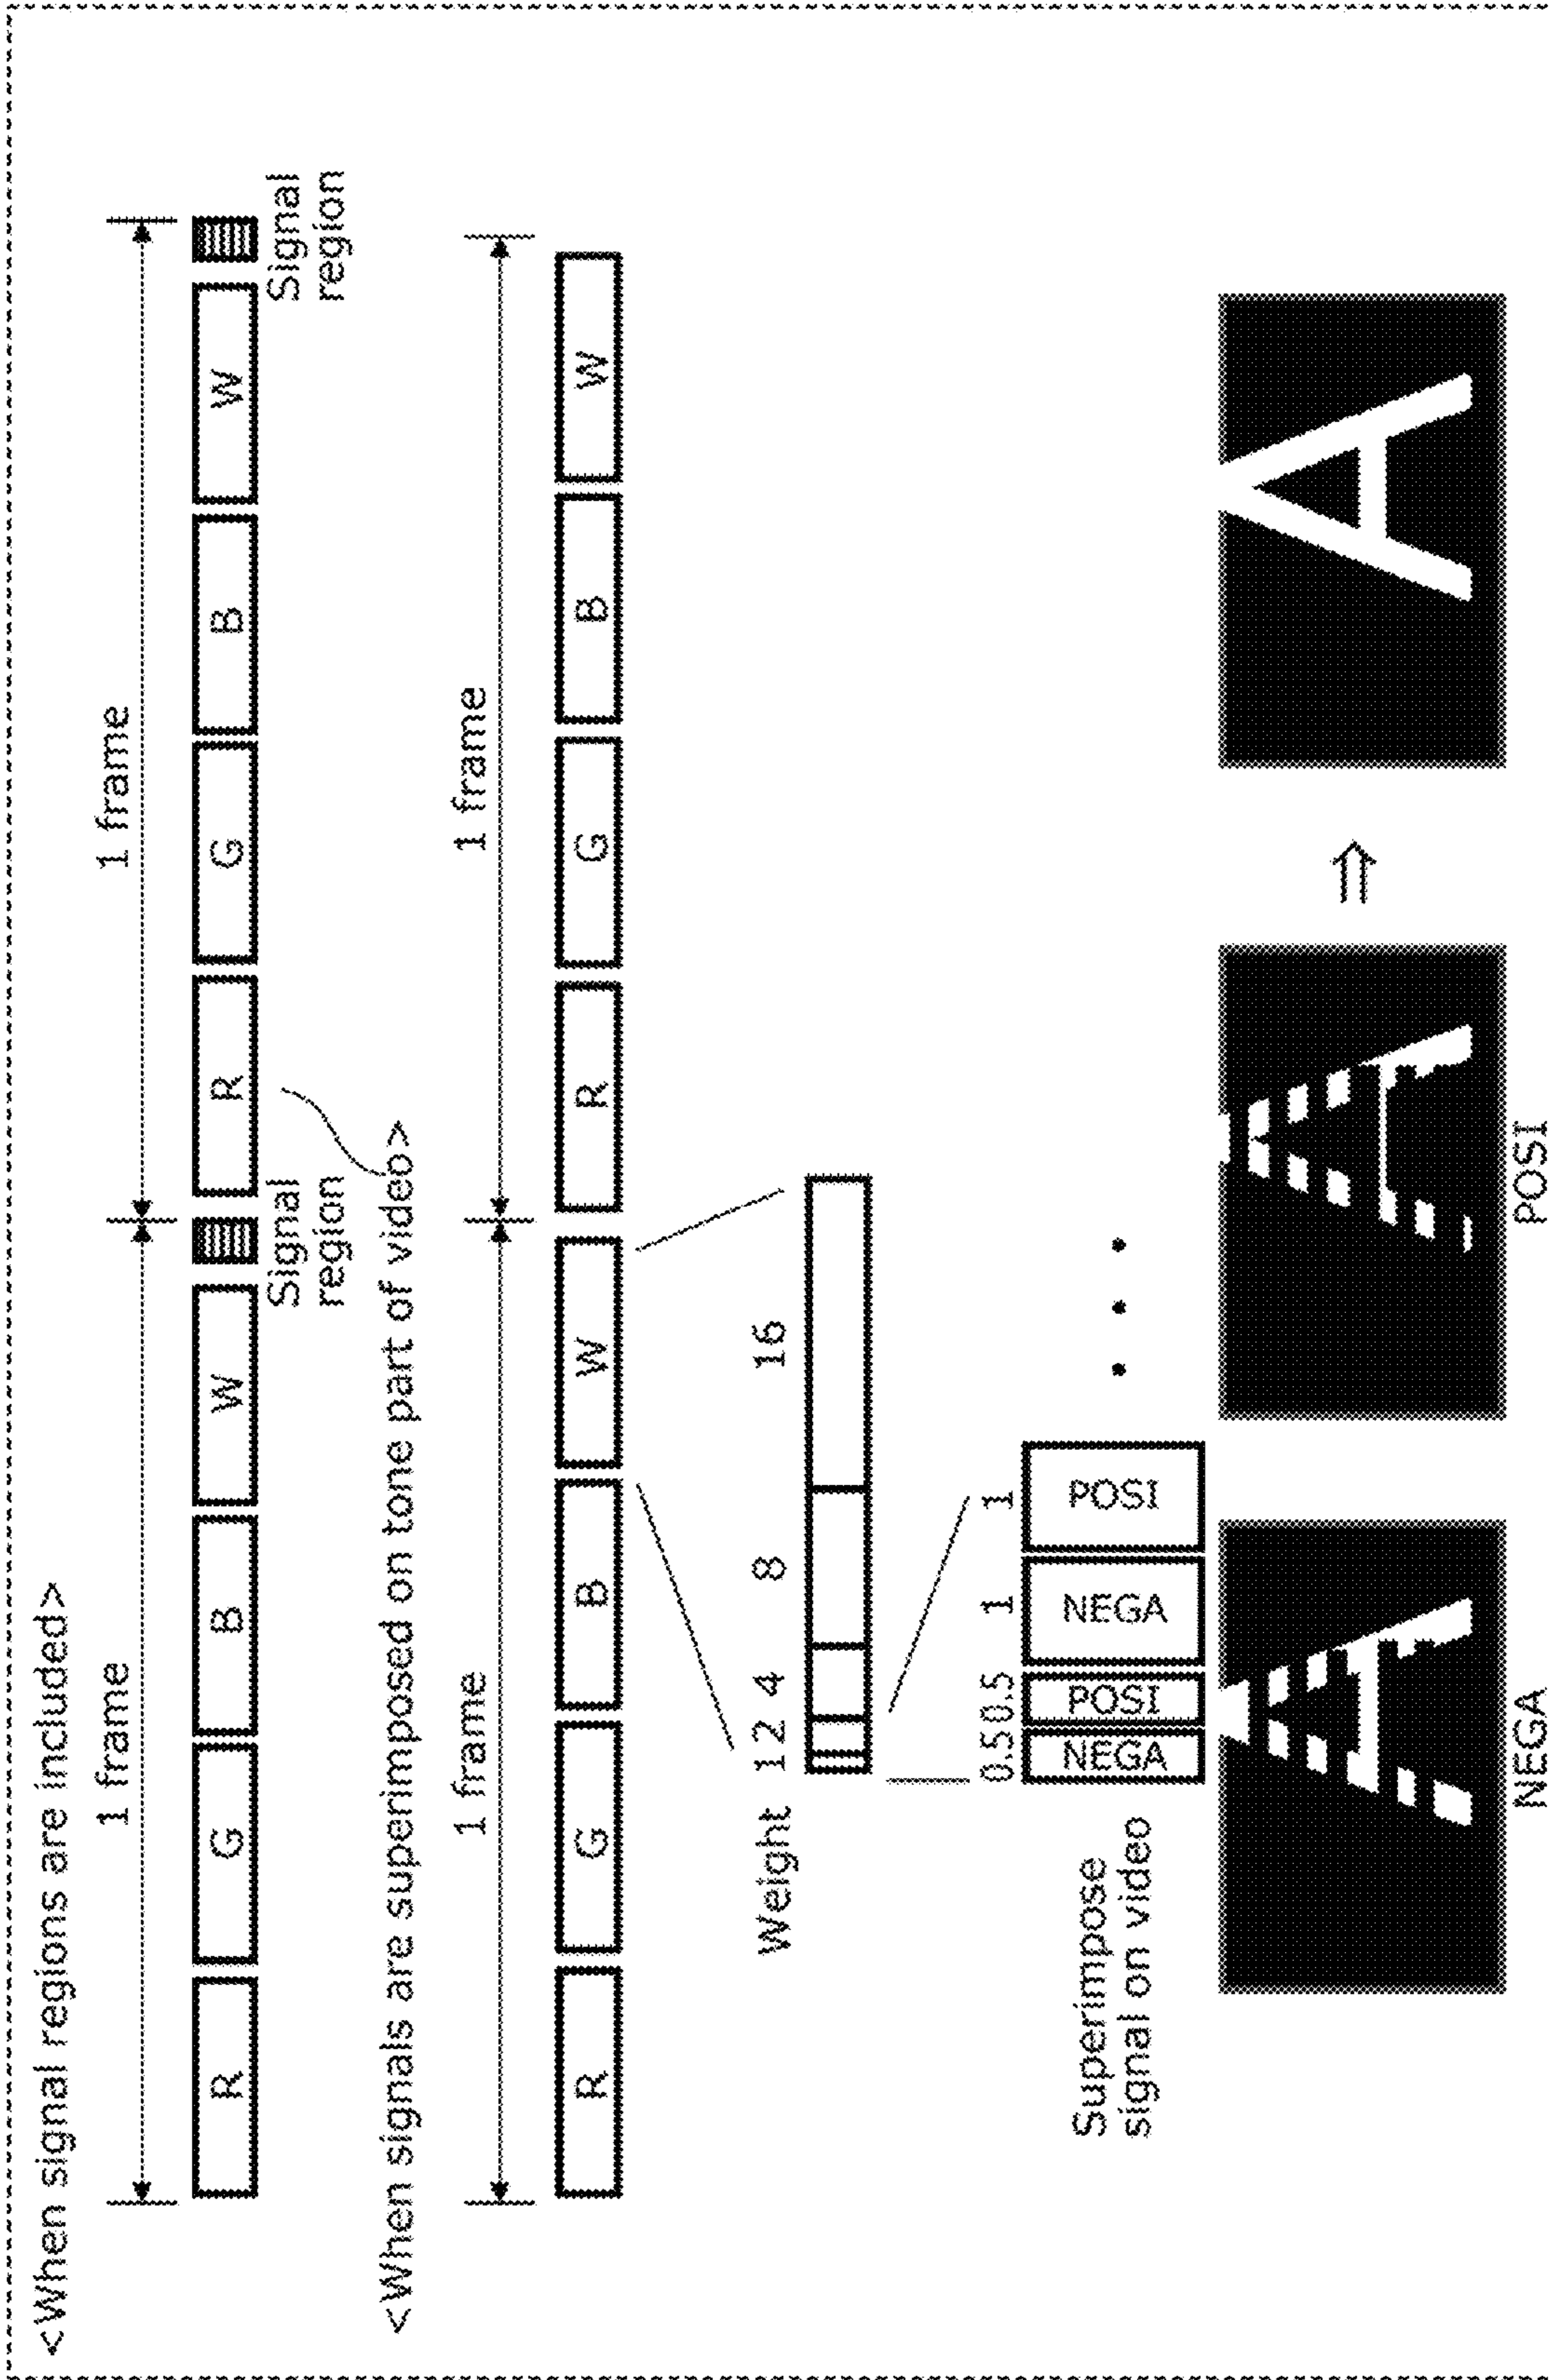 <When signal regions are included>
1 frame 1 frame
R G B W R G B W
Signal region Signal region
<When signals are superimposed on tone part of video>
1 frame 1 frame
R G B W R G B W
Weight 1 2 4 8 16
0.5 0.5 1 1
Superimpose signal on video
NEGA POSI NEGA POSI
A A ⇒ A
NEGA POSI